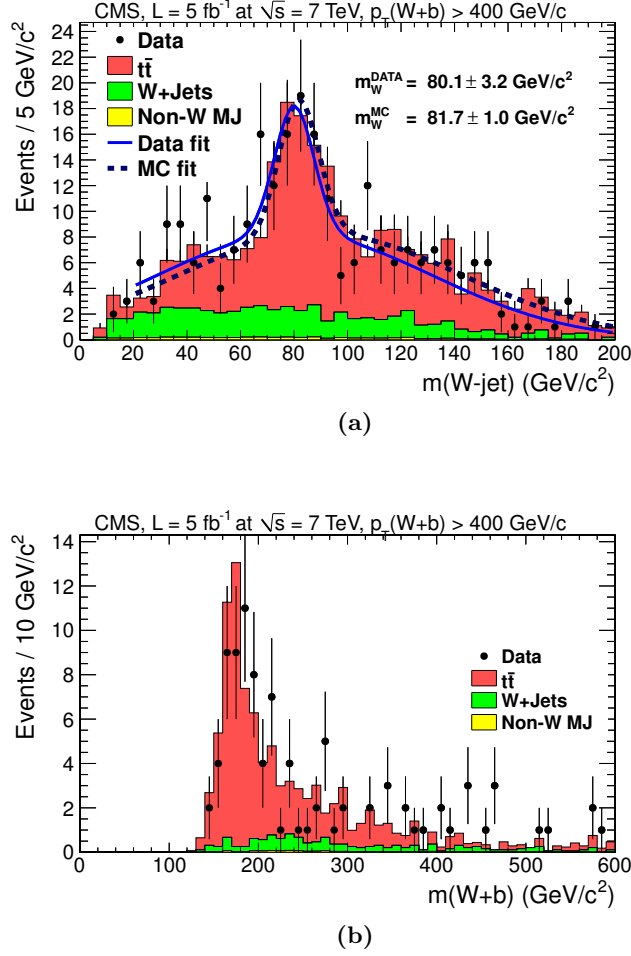 CMS, L = 5 fb⁻¹ at √s = 7 TeV, p_T(W+b) > 400 GeV/c
Events / 5 GeV/c²
24
22
20
18
16
14
12
10
8
6
4
2
0
Data
tt̄
W+Jets
Non-W MJ
Data fit
MC fit
m_W^DATA = 80.1 ± 3.2 GeV/c²
m_W^MC = 81.7 ± 1.0 GeV/c²
0 20 40 60 80 100 120 140 160 180 200
m(W-jet) (GeV/c²)
(a)
CMS, L = 5 fb⁻¹ at √s = 7 TeV, p_T(W+b) > 400 GeV/c
Events / 10 GeV/c²
14
12
10
8
6
4
2
0
Data
tt̄
W+Jets
Non-W MJ
0 100 200 300 400 500 600
m(W+b) (GeV/c²)
(b)